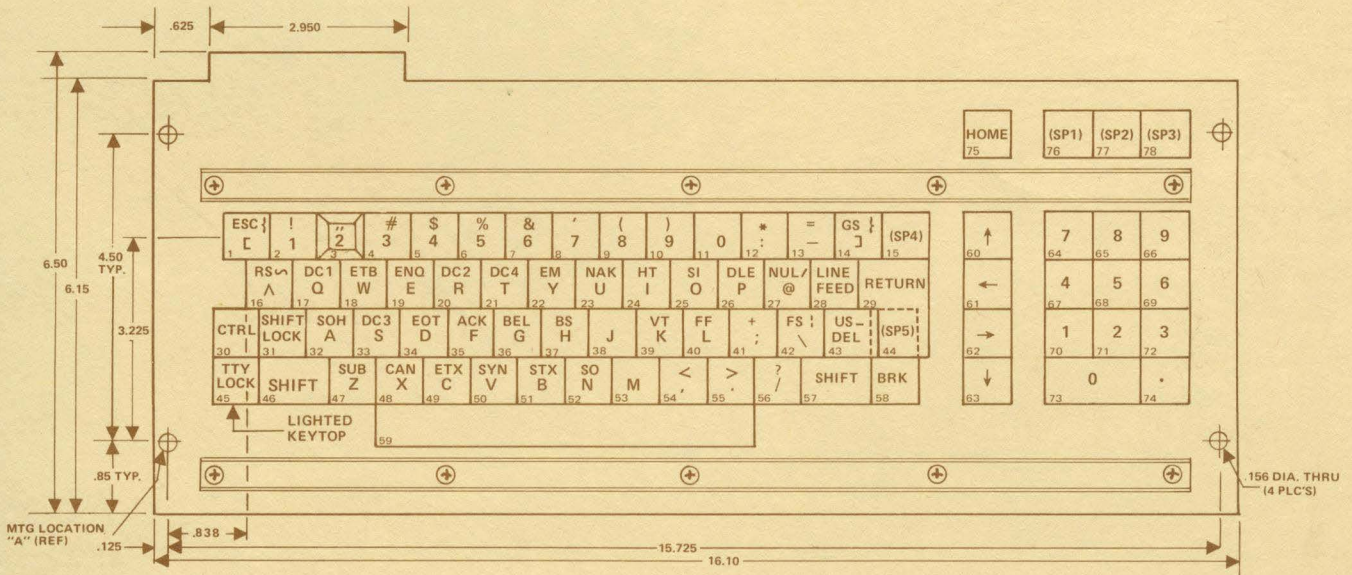 .625
2.950
6.50
6.15
4.50
TYP.
3.225
.85 TYP.
HOME
75
(SP1)
76
(SP2)
77
(SP3)
78
ESC {
[
1
!
1
2
"
2
3
#
3
4
$
4
5
%
5
6
&
6
7
'
7
8
(
8
9
)
9
10
0
11
*
:
12
=
–
13
GS }
]
14
(SP4)
15
RS ∽
Λ
16
DC1
Q
17
ETB
W
18
ENQ
E
19
DC2
R
20
DC4
T
21
EM
Y
22
NAK
U
23
HT
I
24
SI
O
25
DLE
P
26
NUL/
@
27
LINE
FEED
28
RETURN
29
CTRL
30
SHIFT
LOCK
31
SOH
A
32
DC3
S
33
EOT
D
34
ACK
F
35
BEL
G
36
BS
H
37
J
38
VT
K
39
FF
L
40
+
;
41
FS ¦
\
42
US –
DEL
43
(SP5)
44
TTY
LOCK
45
SHIFT
46
SUB
Z
47
CAN
X
48
ETX
C
49
SYN
V
50
STX
B
51
SO
N
52
M
53
<
,
54
>
.
55
?
/
56
SHIFT
57
BRK
58
59
LIGHTED
KEYTOP
↑
60
←
61
→
62
↓
63
7
64
8
65
9
66
4
67
5
68
6
69
1
70
2
71
3
72
0
73
.
74
MTG LOCATION
"A" (REF)
.156 DIA. THRU
(4 PLC'S)
.125
.838
15.725
16.10